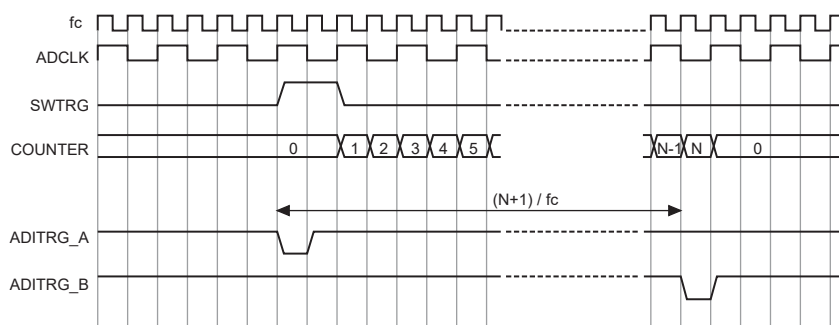 fc
ADCLK
SWTRG
COUNTER 0 1 2 3 4 5 N-1 N 0
(N+1) / fc
ADITRG_A
ADITRG_B